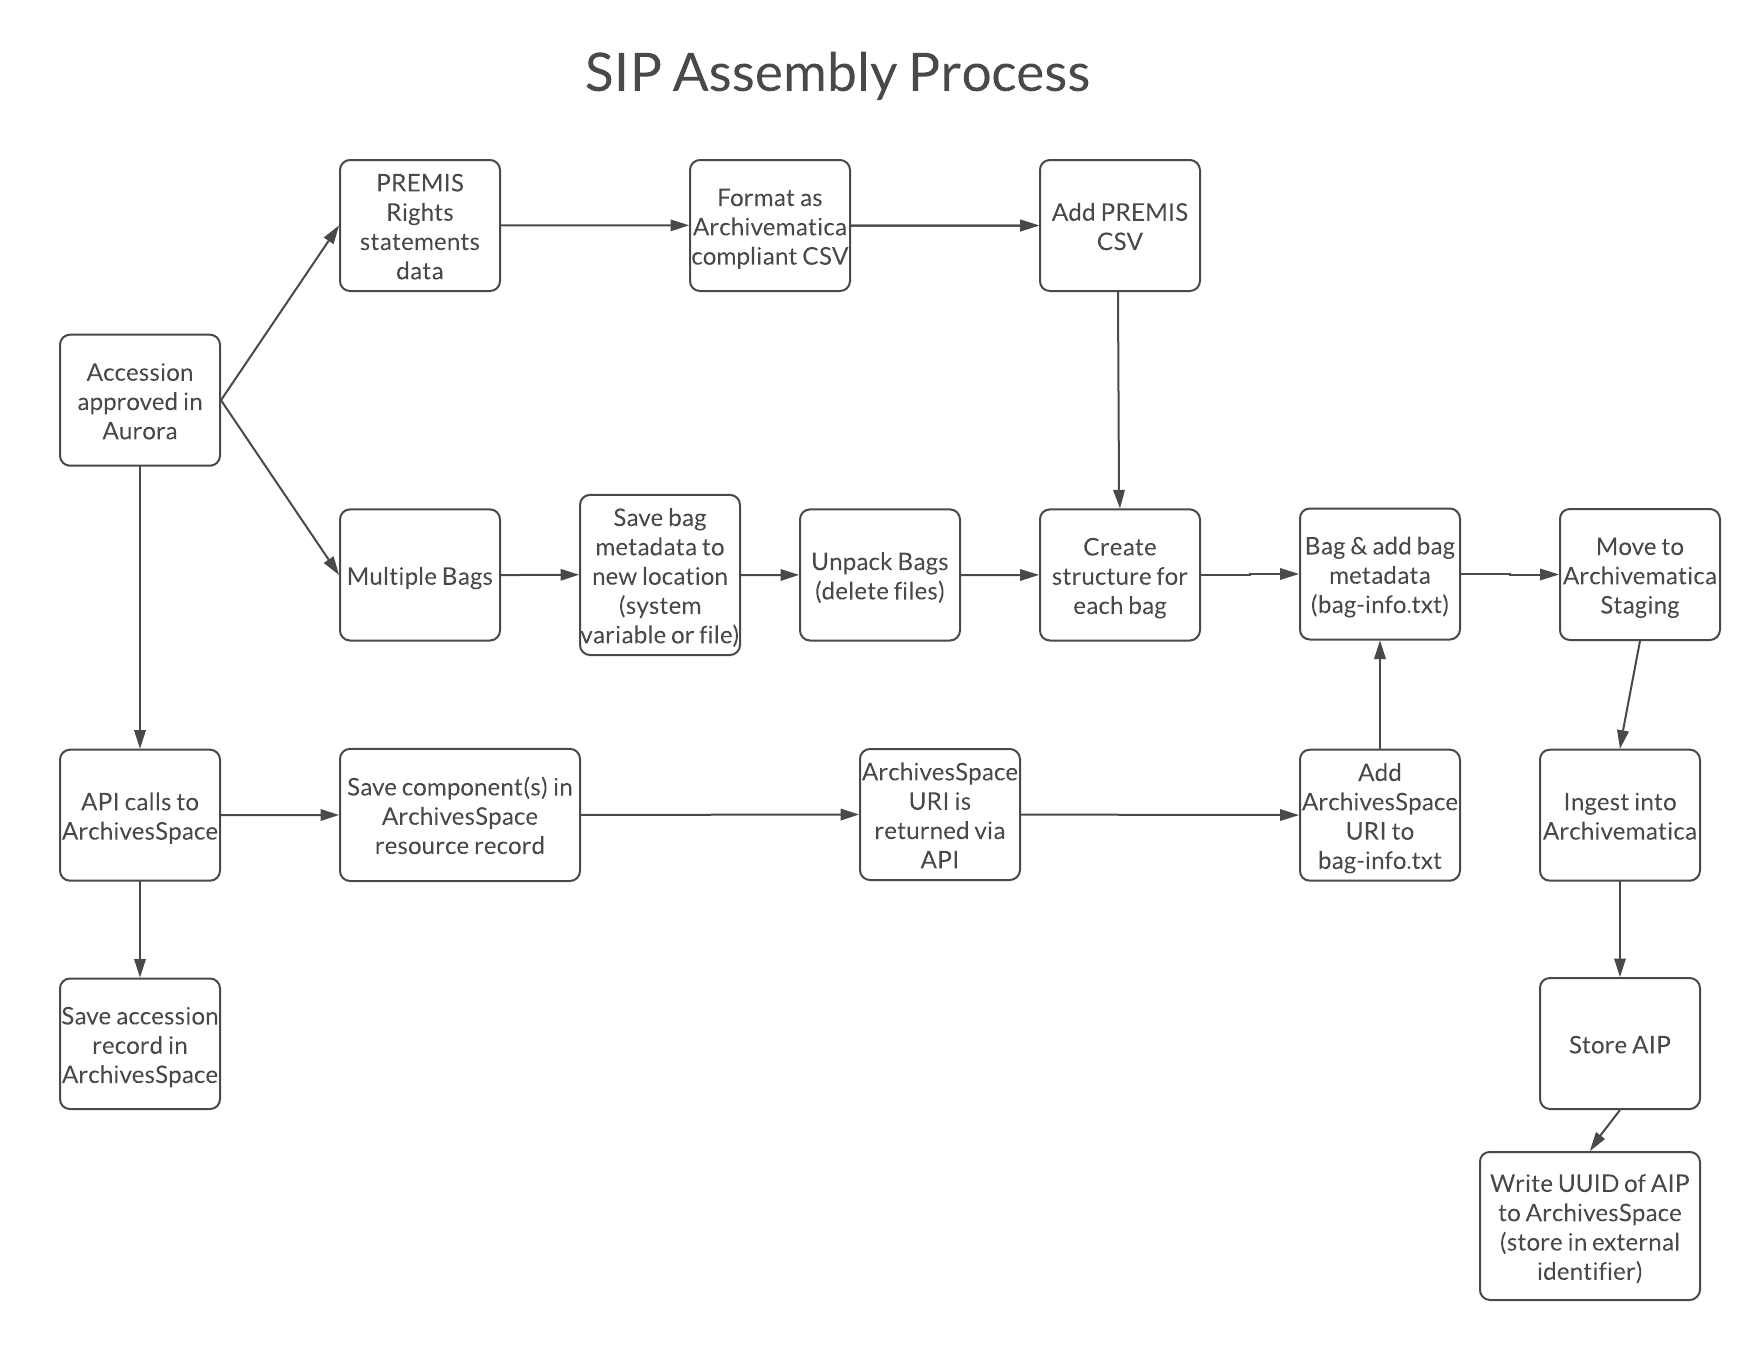 SIP Assembly Process
PREMIS
Rights
statements
data
Format as
Archivematica
compliant CSV
Add PREMIS
CSV
Accession
approved in
Aurora
Multiple Bags
Save bag
metadata to
new location
(system
variable or file)
Unpack Bags
(delete files)
Create
structure for
each bag
Bag & add bag
metadata
(bag-info.txt)
Move to
Archivematica
Staging
API calls to
ArchivesSpace
Save component(s) in
ArchivesSpace
resource record
ArchivesSpace
URI is
returned via
API
Add
ArchivesSpace
URI to
bag-info.txt
Ingest into
Archivematica
Save accession
record in
ArchivesSpace
Store AIP
Write UUID of AIP
to ArchivesSpace
(store in external
identifier)